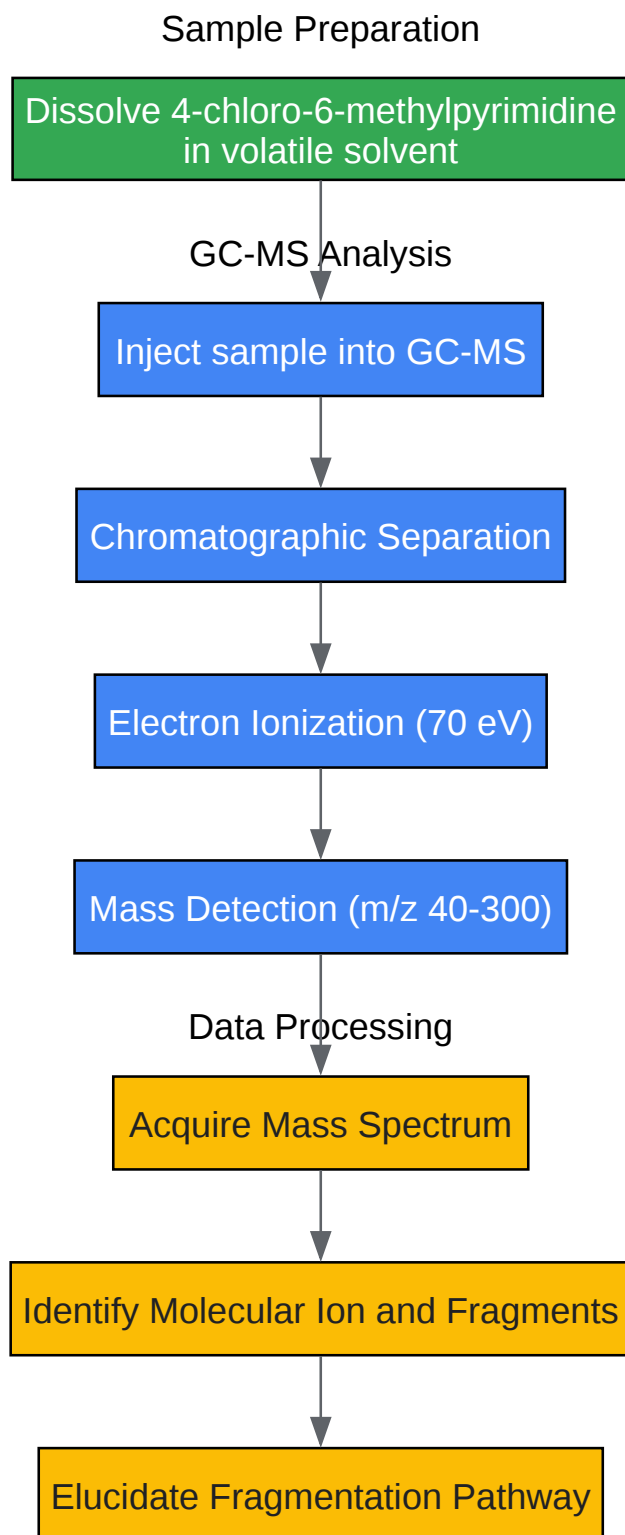 Sample Preparation
Dissolve 4-chloro-6-methylpyrimidine
in volatile solvent
GC-MS Analysis
Inject sample into GC-MS
Chromatographic Separation
Electron Ionization (70 eV)
Mass Detection (m/z 40-300)
Data Processing
Acquire Mass Spectrum
Identify Molecular Ion and Fragments
Elucidate Fragmentation Pathway